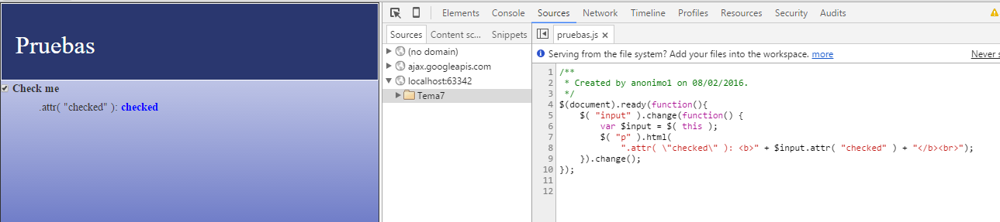 Pruebas
Check me
.attr( "checked" ): checked
Elements Console Sources Network Timeline Profiles Resources Security Audits
Sources Content sc... Snippets
(no domain)
ajax.googleapis.com
localhost:63342
Tema7
pruebas.js ×
Serving from the file system? Add your files into the workspace. more Never s
1 /**
2 * Created by anonimo1 on 08/02/2016.
3 */
4 $(document).ready(function(){
5 $( "input" ).change(function() {
6 var $input = $( this );
7 $( "p" ).html(
8 ".attr( \"checked\" ): <b>" + $input.attr( "checked" ) + "</b><br>");
9 }).change();
10 });
11
12